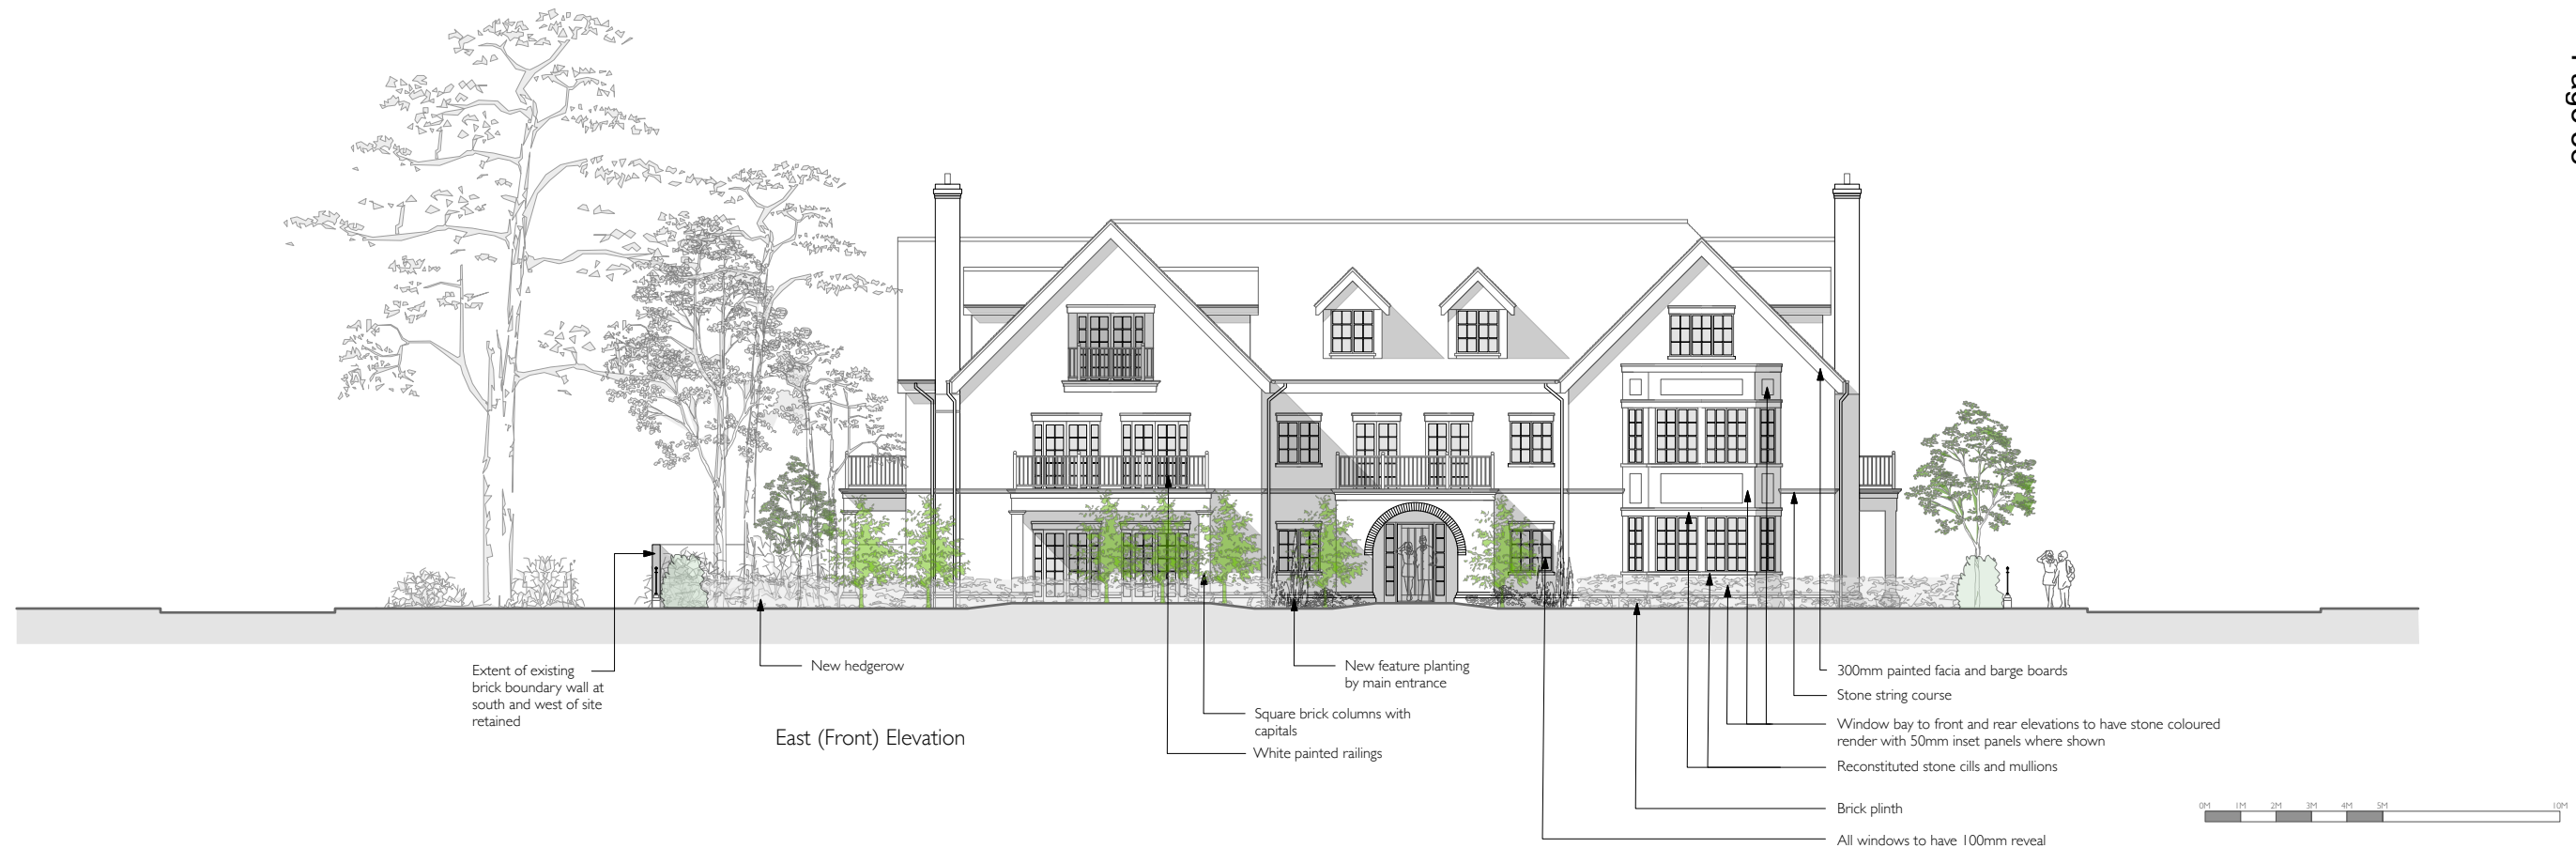 Extent of existing
brick boundary wall at
south and west of site
retained
New hedgerow
New feature planting
by main entrance
Square brick columns with
capitals
White painted railings
East (Front) Elevation
300mm painted facia and barge boards
Stone string course
Window bay to front and rear elevations to have stone coloured
render with 50mm inset panels where shown
Reconstituted stone cills and mullions
Brick plinth
All windows to have 100mm reveal
0M 1M 2M 3M 4M 5M 10M